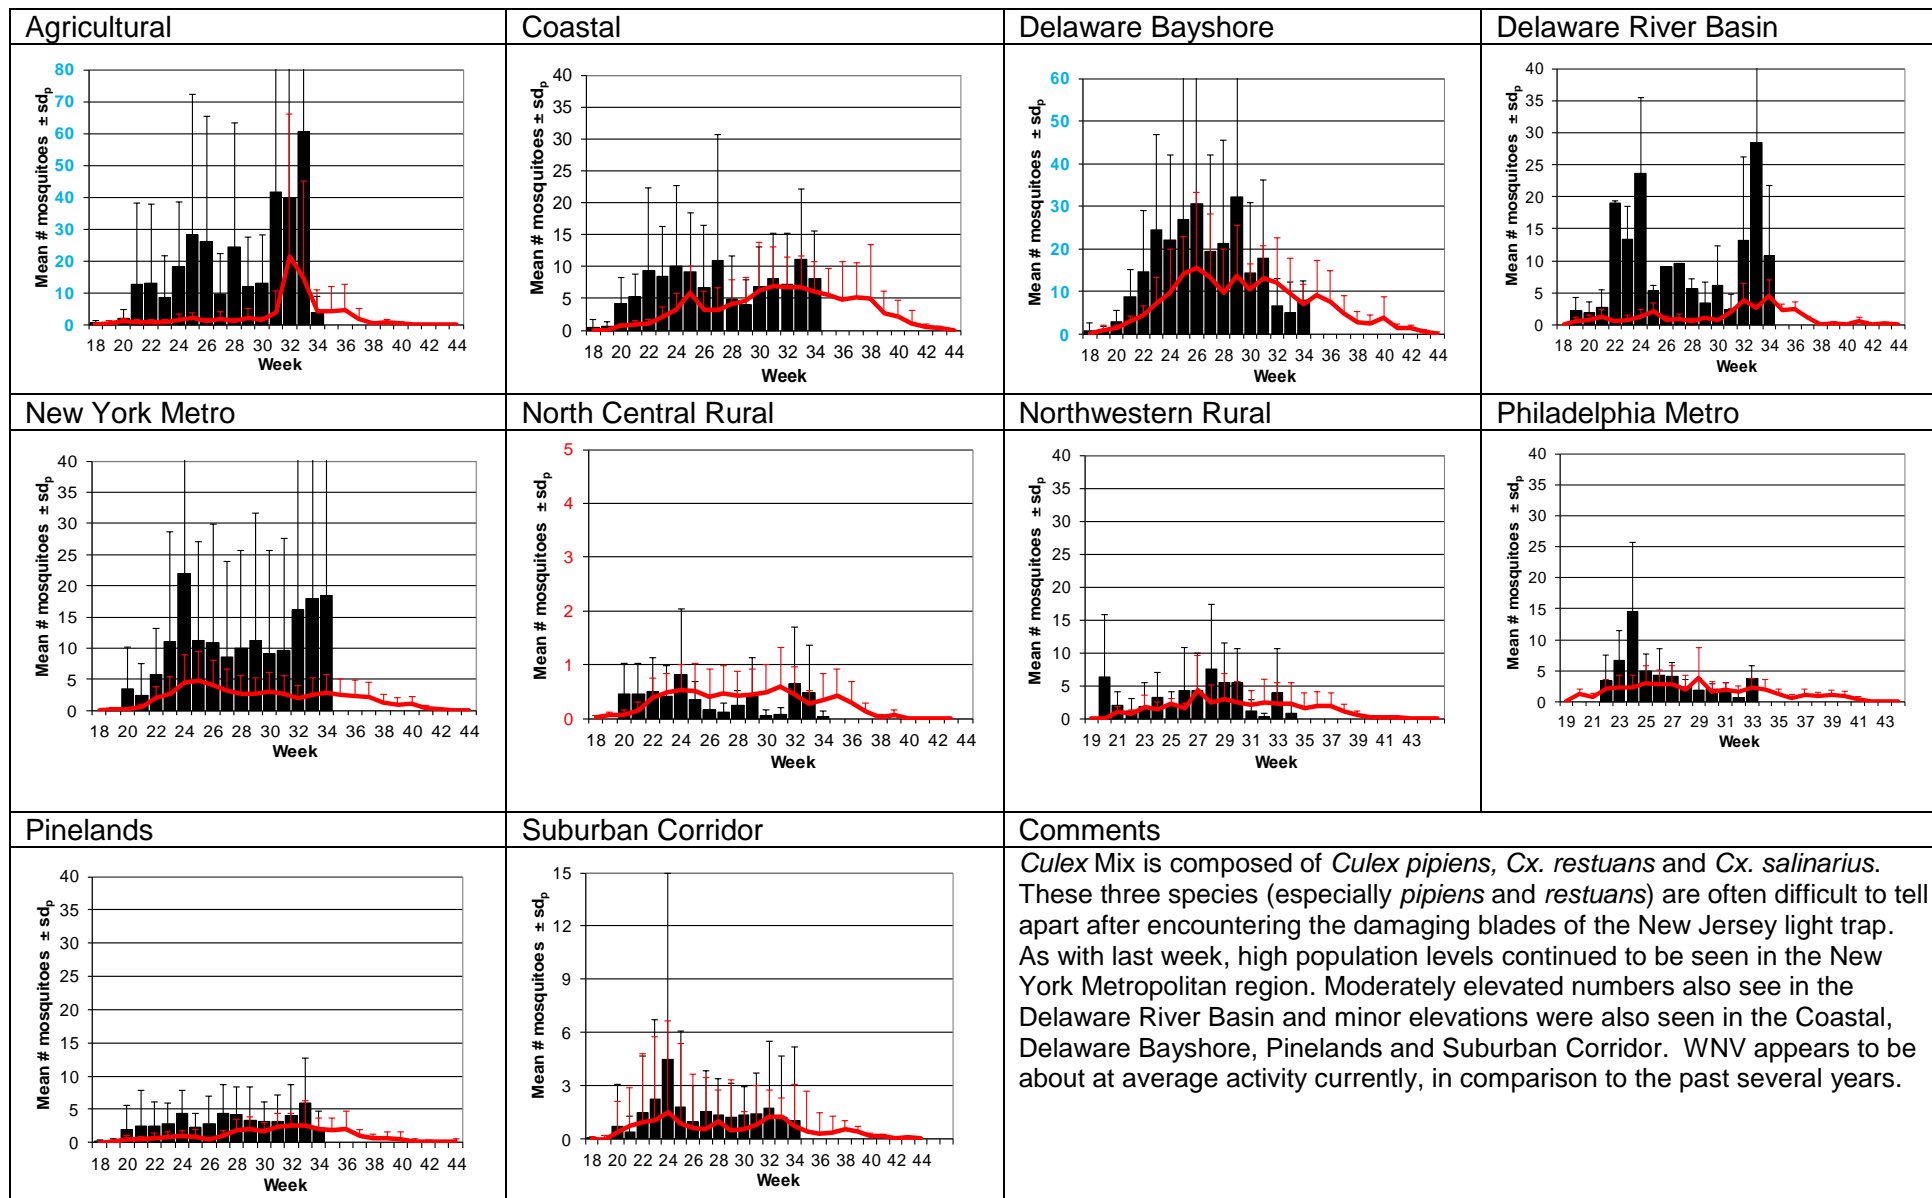 Agricultural
Mean # mosquitoes ± sdp
80
70
60
50
40
30
20
10
0
18 20 22 24 26 28 30 32 34 36 38 40 42 44
Week
Coastal
Mean # mosquitoes ± sdp
40
35
30
25
20
15
10
5
0
18 20 22 24 26 28 30 32 34 36 38 40 42 44
Week
Delaware Bayshore
Mean # mosquitoes ± sdp
60
50
40
30
20
10
0
18 20 22 24 26 28 30 32 34 36 38 40 42 44
Week
Delaware River Basin
Mean # mosquitoes ± sdp
40
35
30
25
20
15
10
5
0
18 20 22 24 26 28 30 32 34 36 38 40 42 44
Week
New York Metro
Mean # mosquitoes ± sdp
40
35
30
25
20
15
10
5
0
18 20 22 24 26 28 30 32 34 36 38 40 42 44
Week
North Central Rural
Mean # mosquitoes ± sdp
5
4
3
2
1
0
18 20 22 24 26 28 30 32 34 36 38 40 42 44
Week
Northwestern Rural
Mean # mosquitoes ± sdp
40
35
30
25
20
15
10
5
0
19 21 23 25 27 29 31 33 35 37 39 41 43
Week
Philadelphia Metro
Mean # mosquitoes ± sdp
40
35
30
25
20
15
10
5
0
19 21 23 25 27 29 31 33 35 37 39 41 43
Week
Pinelands
Mean # mosquitoes ± sdp
40
35
30
25
20
15
10
5
0
18 20 22 24 26 28 30 32 34 36 38 40 42 44
Week
Suburban Corridor
Mean # mosquitoes ± sdp
15
12
9
6
3
0
18 20 22 24 26 28 30 32 34 36 38 40 42 44
Week
Comments
Culex Mix is composed of Culex pipiens, Cx. restuans and Cx. salinarius.
These three species (especially pipiens and restuans) are often difficult to tell
apart after encountering the damaging blades of the New Jersey light trap.
As with last week, high population levels continued to be seen in the New
York Metropolitan region. Moderately elevated numbers also see in the
Delaware River Basin and minor elevations were also seen in the Coastal,
Delaware Bayshore, Pinelands and Suburban Corridor. WNV appears to be
about at average activity currently, in comparison to the past several years.